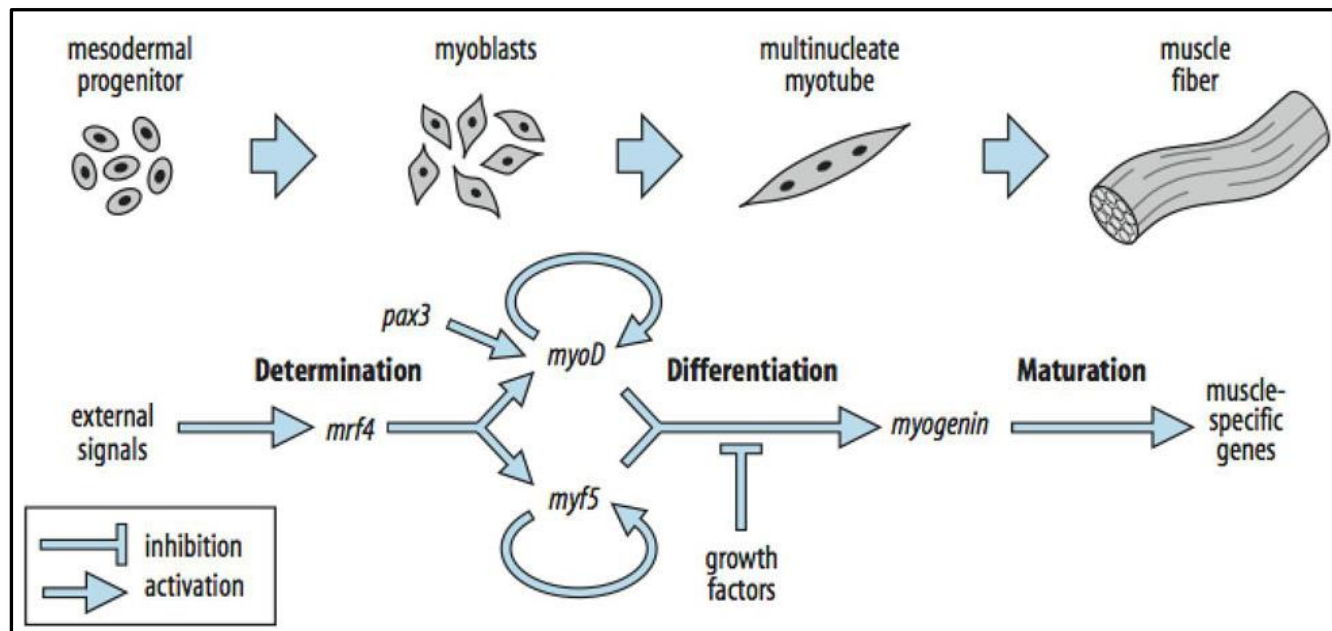 mesodermal
progenitor
myoblasts
multinucleate
myotube
muscle
fiber
pax3
myoD
Determination
Differentiation
Maturation
external
signals
mrf4
myogenin
muscle-
specific
genes
myf5
growth
factors
inhibition
activation